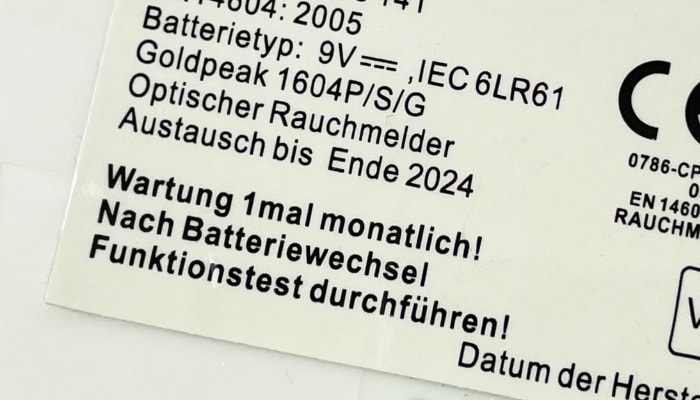 14604: 2005
Batterietyp: 9V⎓ ,IEC 6LR61
Goldpeak 1604P/S/G
Optischer Rauchmelder
Austausch bis Ende 2024
Wartung 1mal monatlich!
Nach Batteriewechsel
Funktionstest durchführen!
Datum der Herst
CE
0786-CP
0
EN 1460
RAUCHM